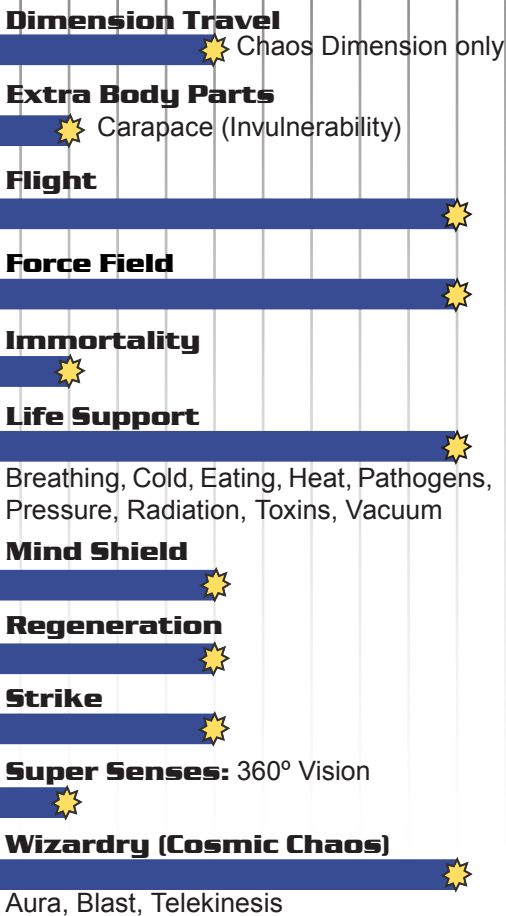 Dimension Travel
Chaos Dimension only
Extra Body Parts
Carapace (Invulnerability)
Flight
Force Field
Immortality
Life Support
Breathing, Cold, Eating, Heat, Pathogens,
Pressure, Radiation, Toxins, Vacuum
Mind Shield
Regeneration
Strike
Super Senses: 360º Vision
Wizardry (Cosmic Chaos)
Aura, Blast, Telekinesis